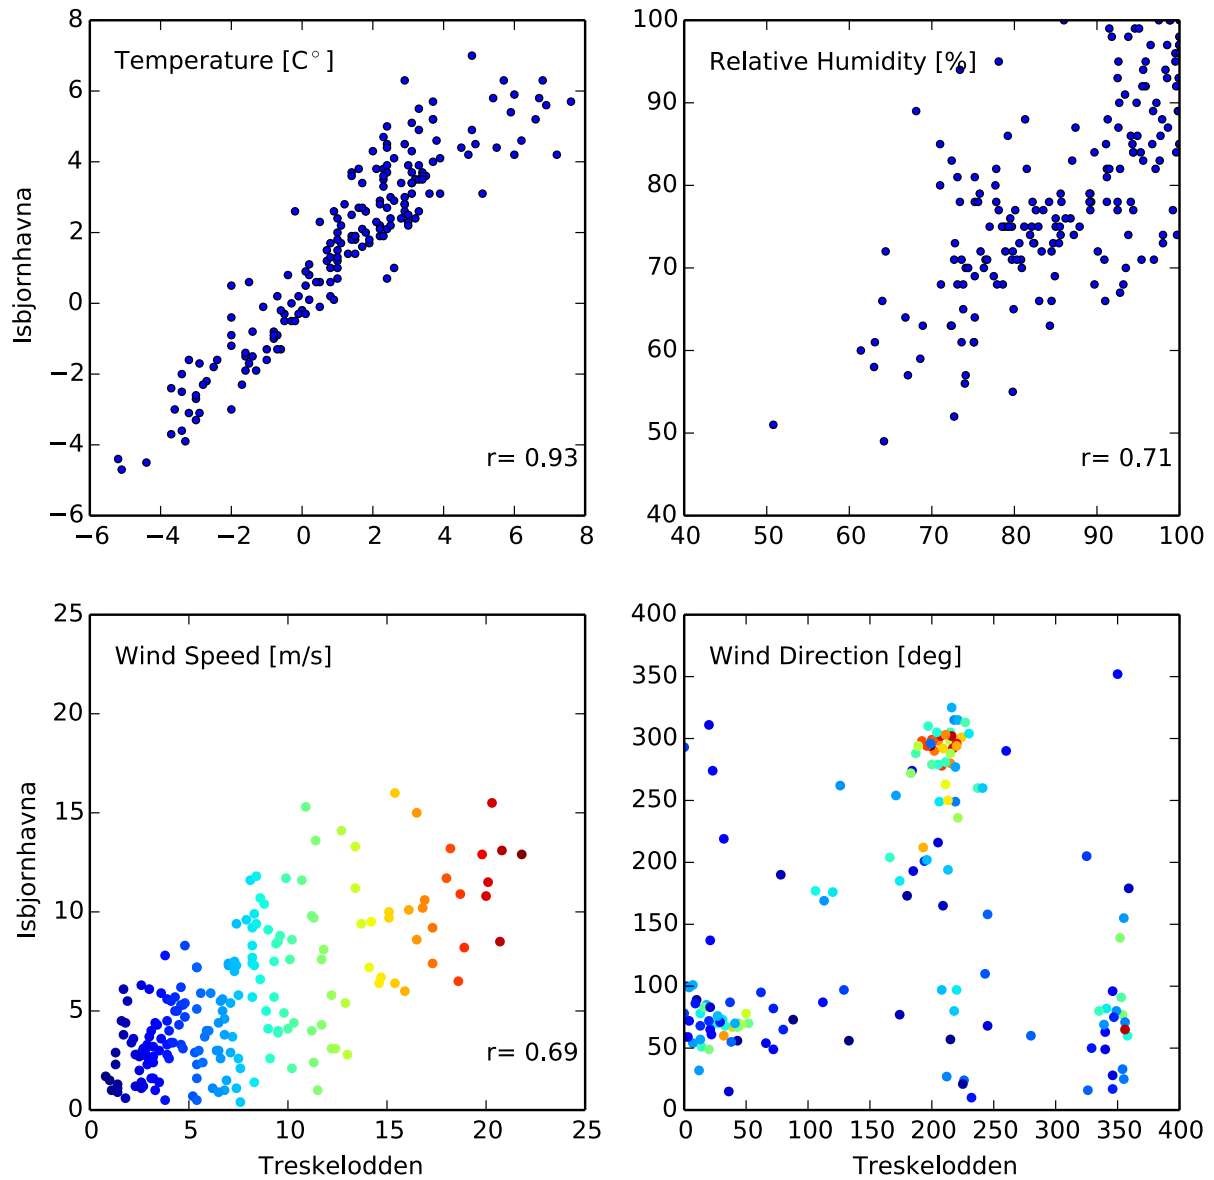 8
6
4
2
0
−2
−4
−6
Temperature [C°]
r= 0.93
−6 −4 −2 0 2 4 6 8
Isbjornhavna
100
90
80
70
60
50
40
Relative Humidity [%]
r= 0.71
40 50 60 70 80 90 100
25
20
15
10
5
0
Wind Speed [m/s]
r= 0.69
0 5 10 15 20 25
Isbjornhavna
Treskelodden
400
350
300
250
200
150
100
50
0
Wind Direction [deg]
0 50 100 150 200 250 300 350 400
Treskelodden